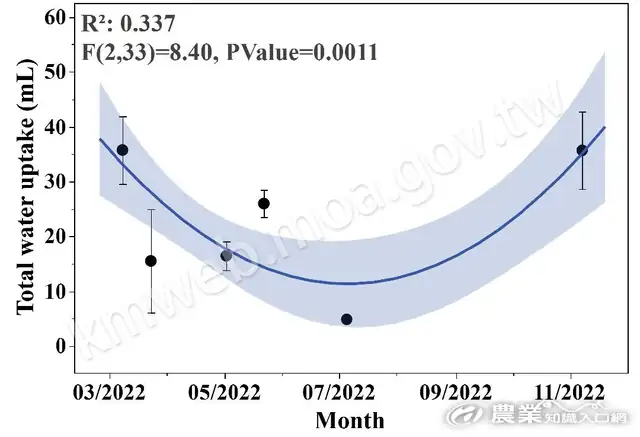 R²: 0.337
F(2,33)=8.40, PValue=0.0011
Total water uptake (mL)
60
50
40
30
20
10
0
03/2022 05/2022 07/2022 09/2022 11/2022
Month
kmweb.moa.gov.tw
農業知識入口網